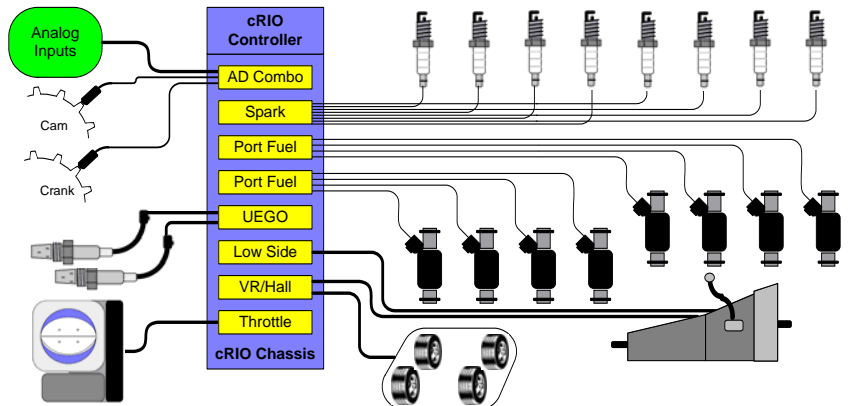 Analog
Inputs
cRIO
Controller
AD Combo
Cam
Spark
Port Fuel
Crank
Port Fuel
UEGO
Low Side
VR/Hall
Throttle
cRIO Chassis